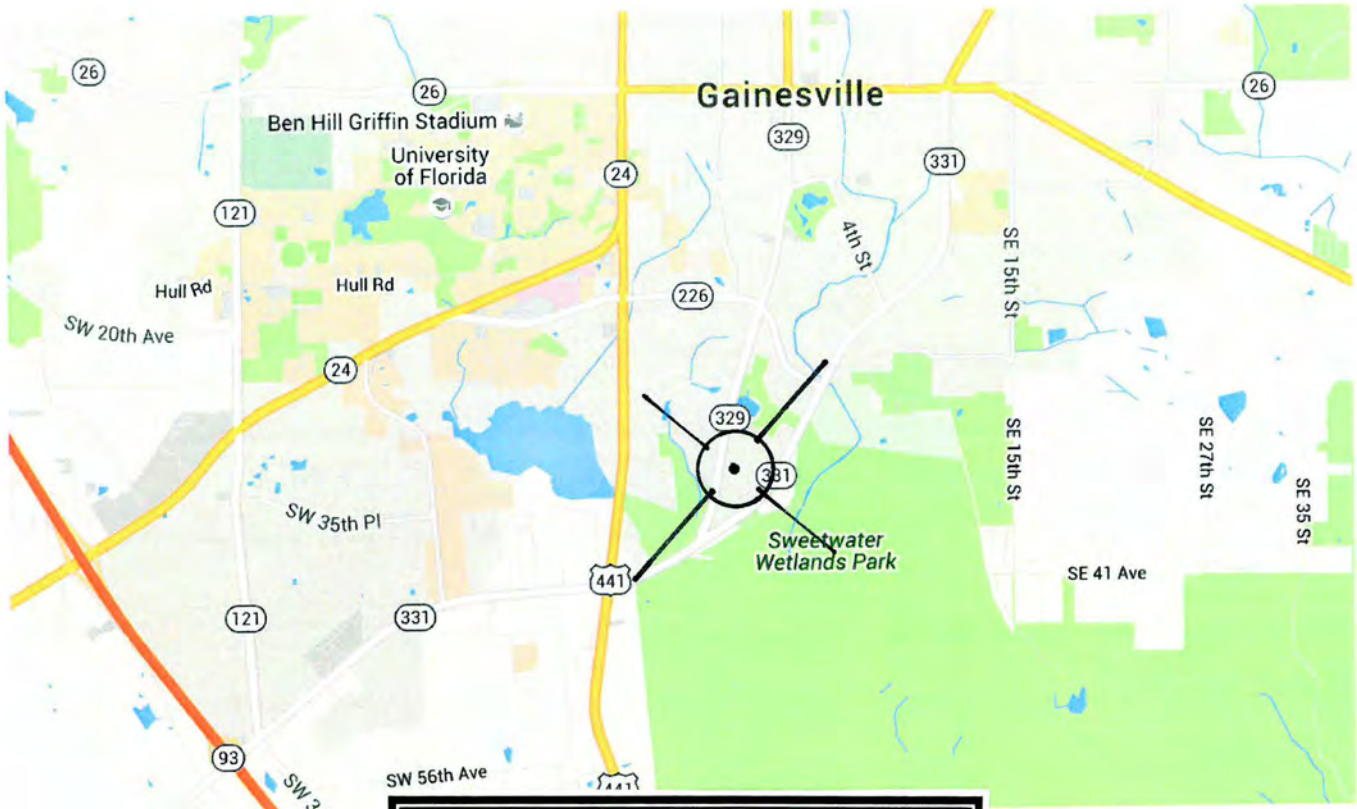 26
26
Gainesville
26
Ben Hill Griffin Stadium
329
University
of Florida
24
331
121
4th St
SE 15th St
Hull Rd
Hull Rd
226
SW 20th Ave
24
329
SE 15th St
SE 27th St
331
SE 35 St
SW 35th Pl
Sweetwater
Wetlands Park
441
SE 41 Ave
121
331
93
SW 56th Ave
441